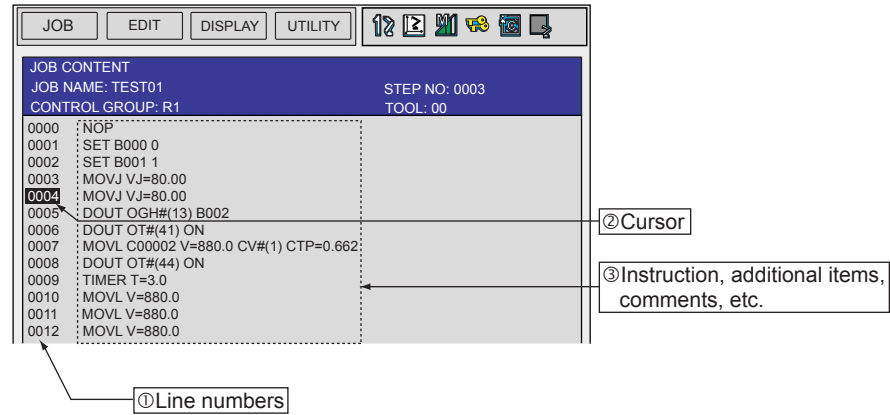 JOB EDIT DISPLAY UTILITY
JOB CONTENT
JOB NAME: TEST01 STEP NO: 0003
CONTROL GROUP: R1 TOOL: 00
0000 NOP
0001 SET B000 0
0002 SET B001 1
0003 MOVJ VJ=80.00
0004 MOVJ VJ=80.00
0005 DOUT OGH#(13) B002
0006 DOUT OT#(41) ON
0007 MOVL C00002 V=880.0 CV#(1) CTP=0.662
0008 DOUT OT#(44) ON
0009 TIMER T=3.0
0010 MOVL V=880.0
0011 MOVL V=880.0
0012 MOVL V=880.0
②Cursor
③Instruction, additional items,
comments, etc.
①Line numbers